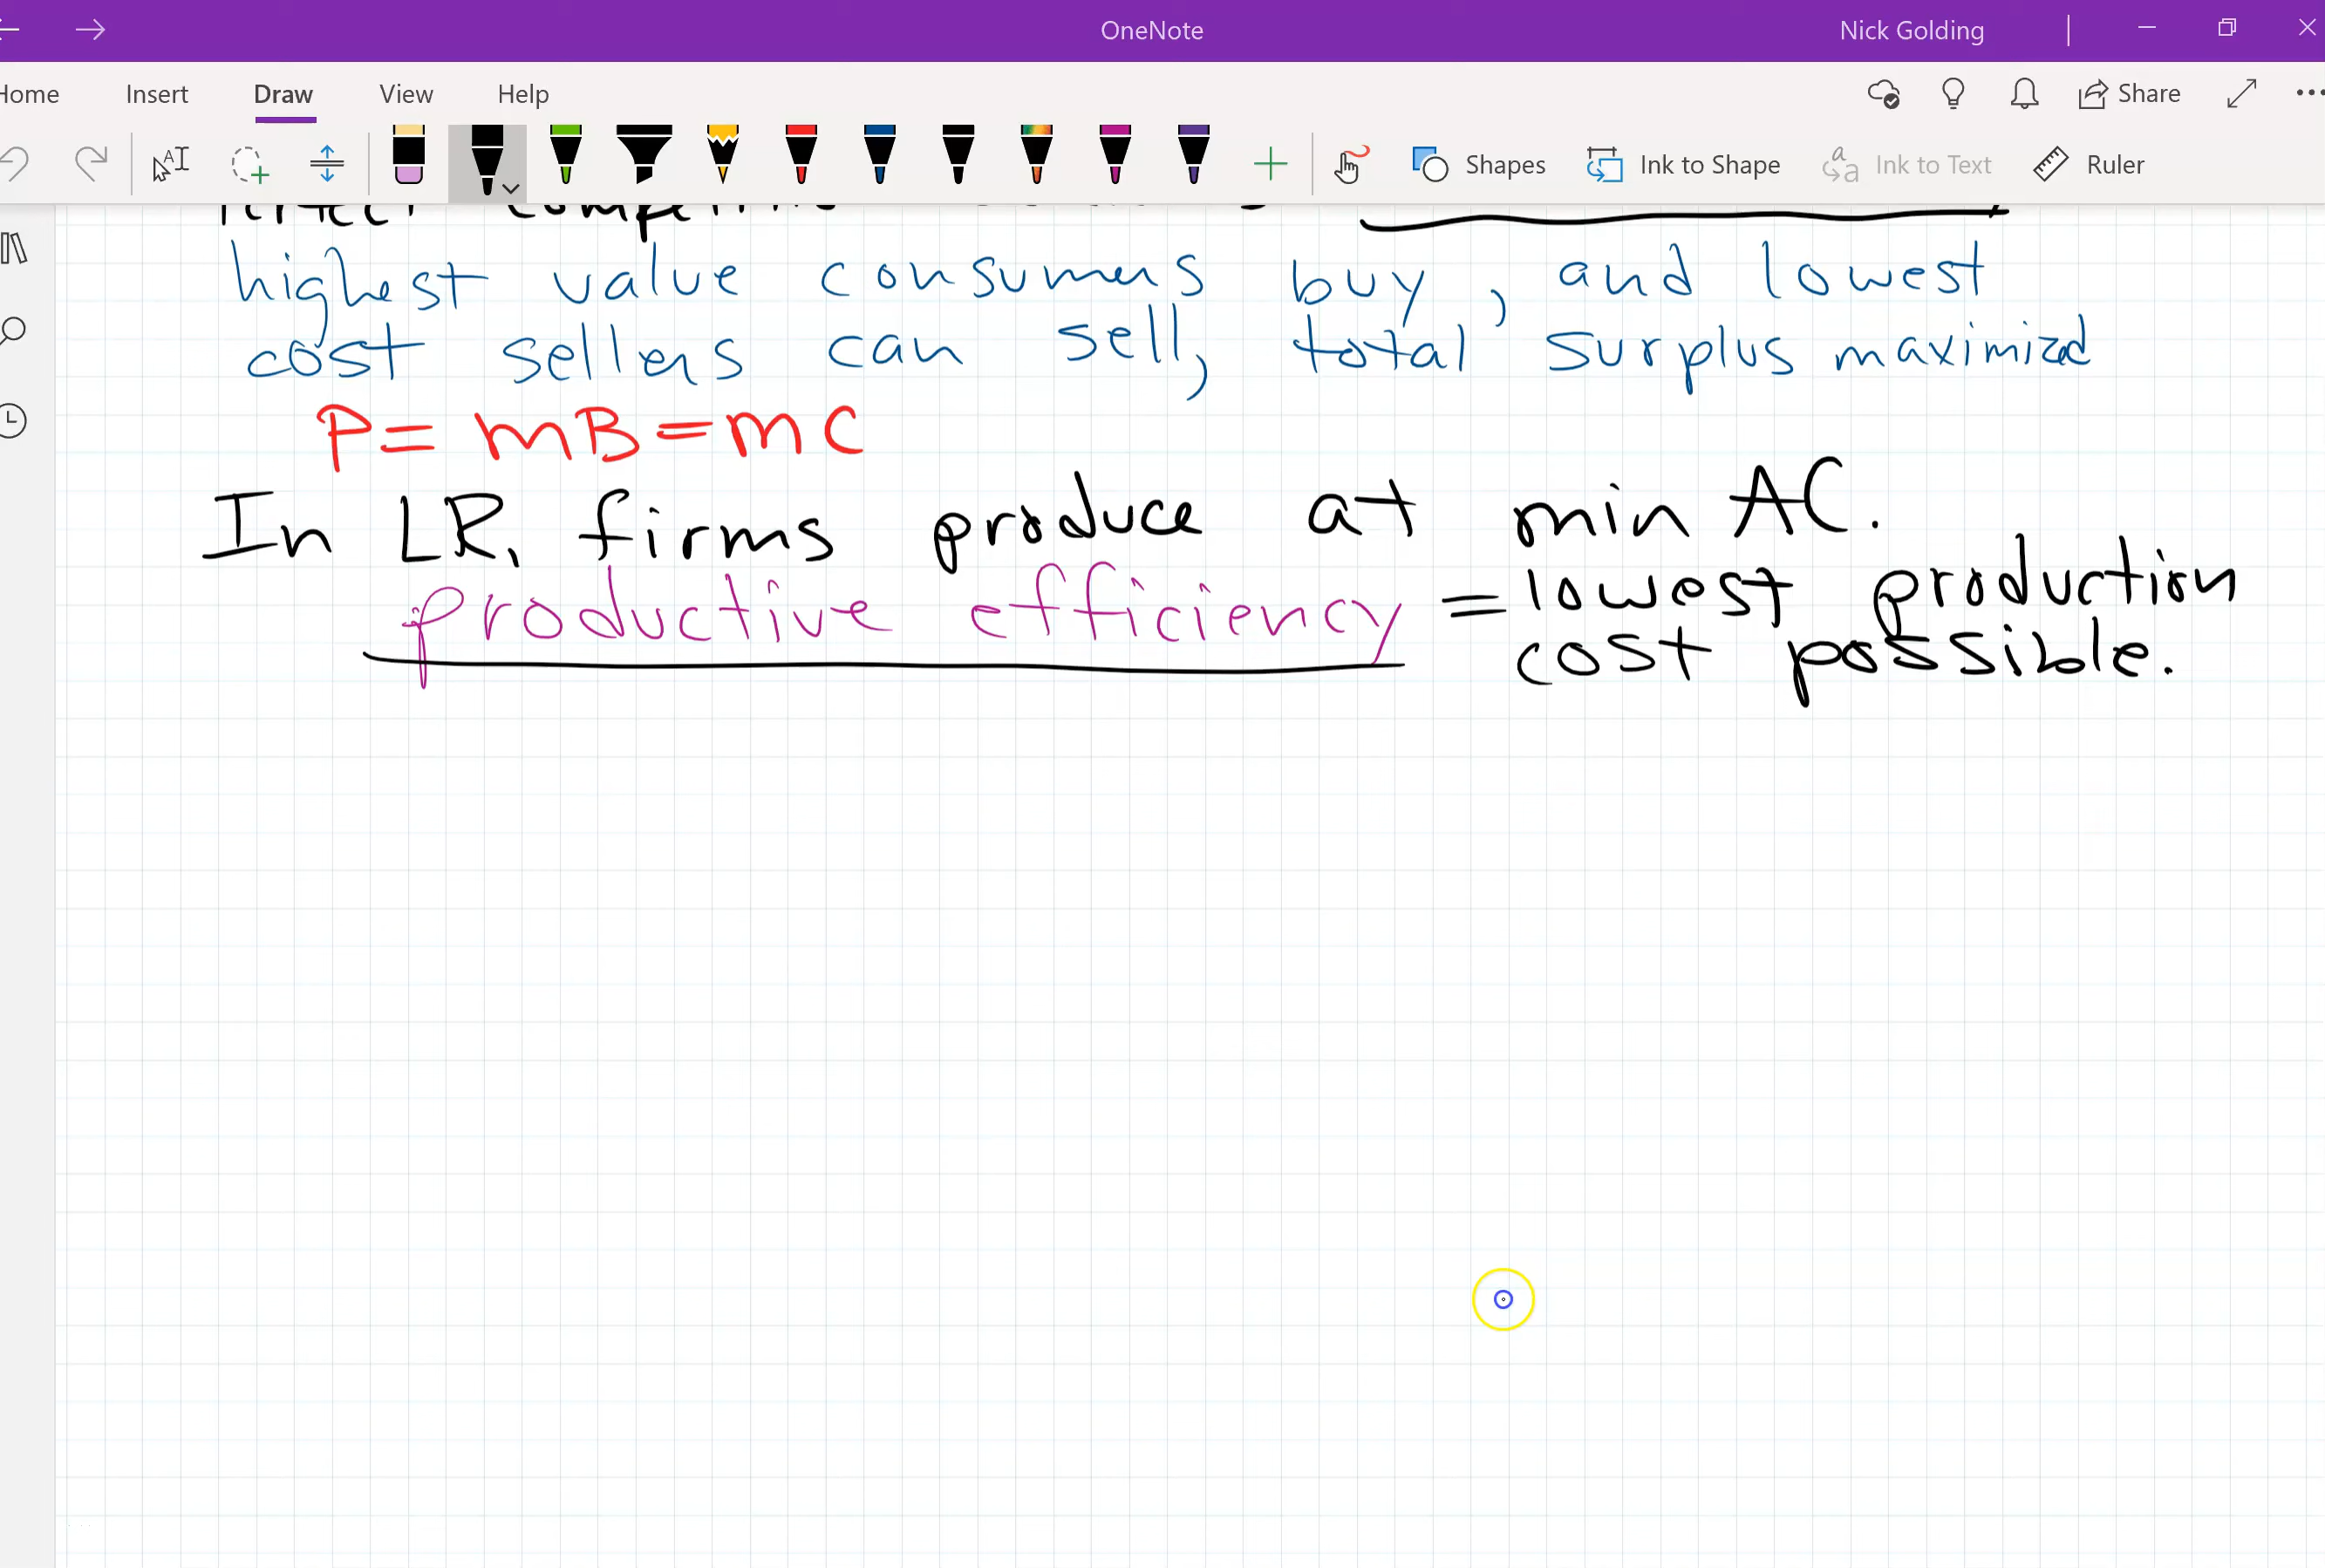 OneNote
Nick Golding
Home Insert Draw View Help
Share
Shapes Ink to Shape Ink to Text Ruler
highest value consumers buy, and lowest
cost sellers can sell, total surplus maximized
P= MB=MC
In LR, firms produce at min AC.
productive efficiency = lowest production
cost possible.